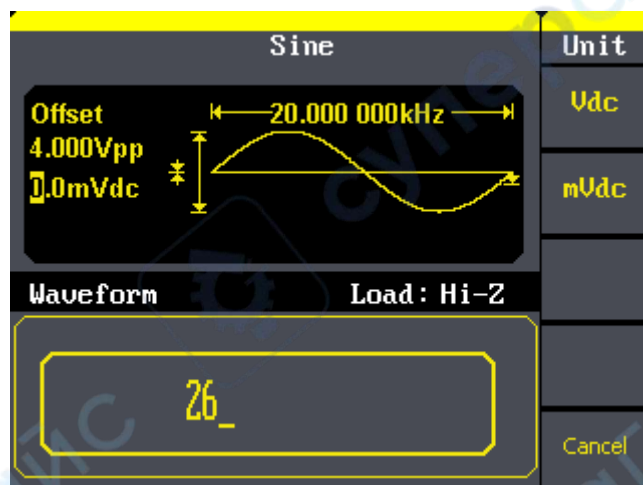 Sine
Unit
Offset
20.000 000kHz
4.000Vpp
0.0mVdc
Vdc
mVdc
Waveform
Load: Hi-Z
26_
Cancel